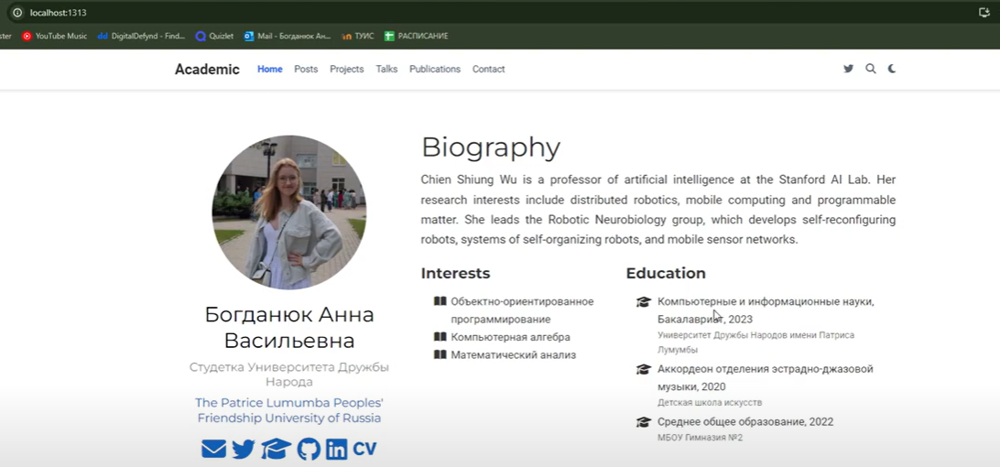 localhost:1313
ster YouTube Music DigitalDefynd - Find... Quizlet Mail - Богданюк Ан... ТУИС РАСПИСАНИЕ
Academic Home Posts Projects Talks Publications Contact
Biography
Chien Shiung Wu is a professor of artificial intelligence at the Stanford AI Lab. Her
research interests include distributed robotics, mobile computing and programmable
matter. She leads the Robotic Neurobiology group, which develops self-reconfiguring
robots, systems of self-organizing robots, and mobile sensor networks.
Interests
Объектно-ориентированное
программирование
Компьютерная алгебра
Математический анализ
Education
Компьютерные и информационные науки,
Бакалавриат, 2023
Университет Дружбы Народов имени Патриса
Лумумбы
Аккордеон отделения эстрадно-джазовой
музыки, 2020
Детская школа искусств
Среднее общее образование, 2022
МБОУ Гимназия №2
Богданюк Анна
Васильевна
Студетка Университета Дружбы
Народа
The Patrice Lumumba Peoples'
Friendship University of Russia
CV